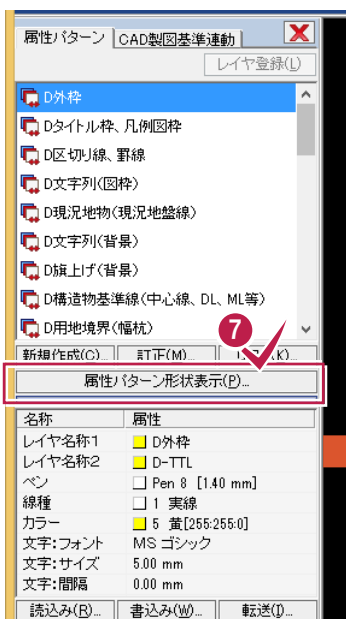 属性パターン CAD製図基準連動
レイヤ登録(L)
D外枠
Dタイトル枠、凡例図枠
D区切り線、罫線
D文字列(図枠)
D現況地物(現況地盤線)
D文字列(背景)
D旗上げ(背景)
D構造物基準線(中心線、DL、ML等)
D用地境界(幅杭)
7
新規作成(C)... 訂正(M)...
属性パターン形状表示(P)...
名称 属性
レイヤ名称1 D外枠
レイヤ名称2 D-TTL
ペン Pen 8 [1.40 mm]
線種 1 実線
カラー 5 黄[255:255:0]
文字:フォント MS ゴシック
文字:サイズ 5.00 mm
文字:間隔 0.00 mm
読込み(R)... 書込み(W)... 転送(I)...